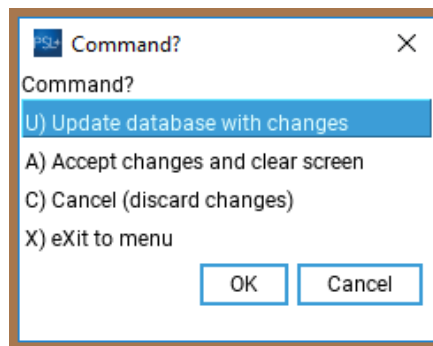 PSL+ Command?
Command?
U) Update database with changes
A) Accept changes and clear screen
C) Cancel (discard changes)
X) eXit to menu
OK Cancel